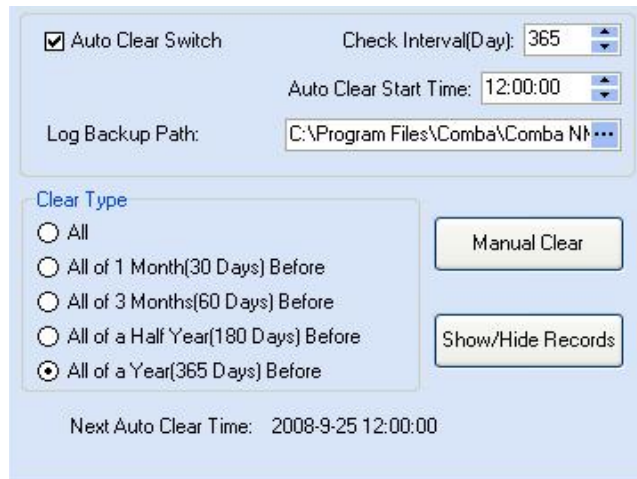 Auto Clear Switch Check Interval(Day): 365
Auto Clear Start Time: 12:00:00
Log Backup Path: C:\Program Files\Comba\Comba NM ...
Clear Type
All
All of 1 Month(30 Days) Before
All of 3 Months(60 Days) Before
All of a Half Year(180 Days) Before
All of a Year(365 Days) Before
Manual Clear
Show/Hide Records
Next Auto Clear Time: 2008-9-25 12:00:00